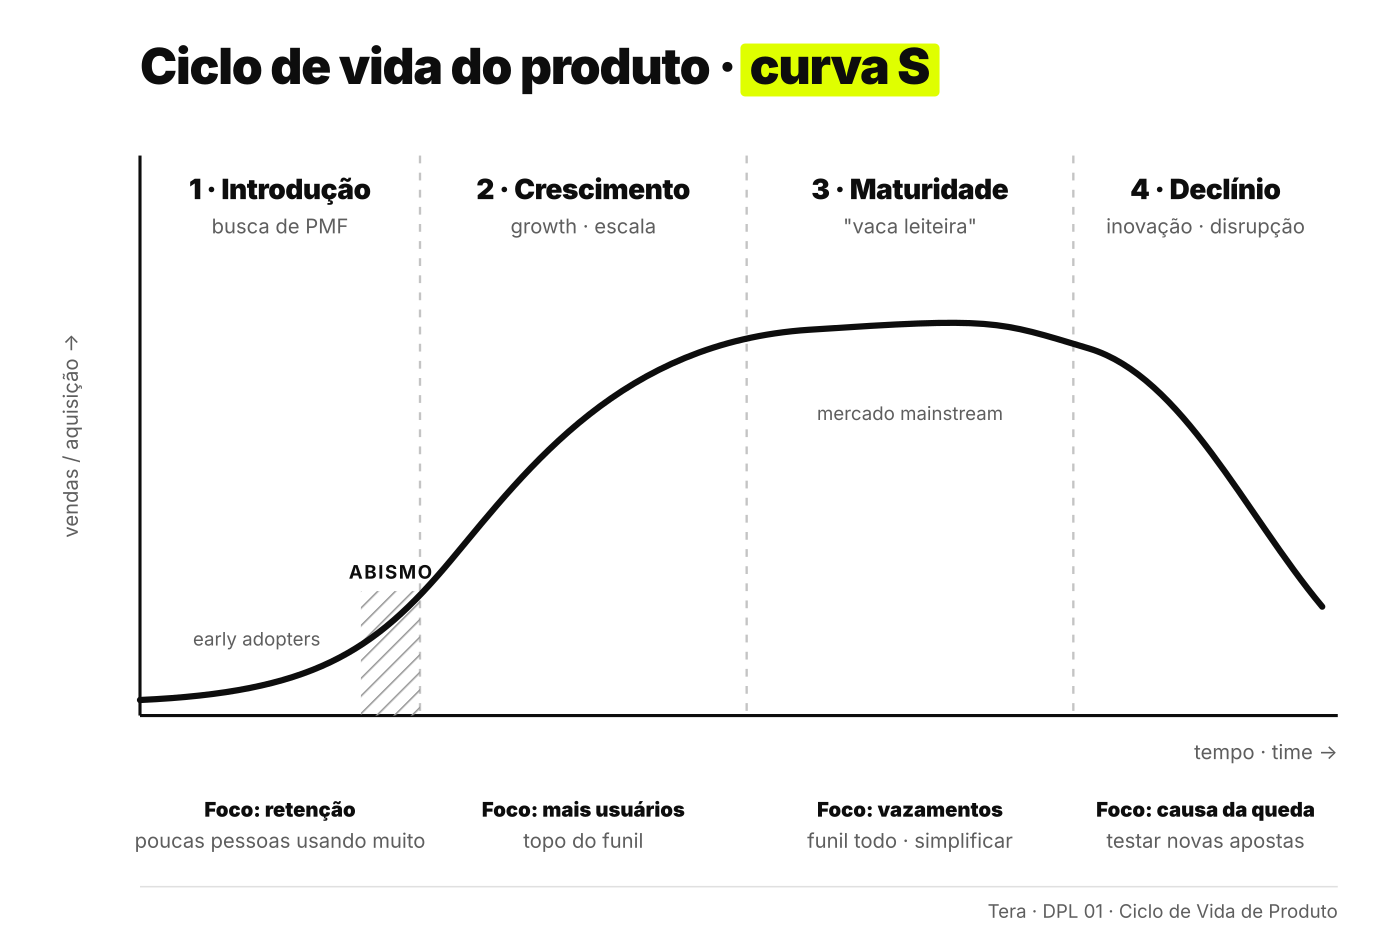 Ciclo de vida do produto · curva S
1 · Introdução
busca de PMF
2 · Crescimento
growth · escala
3 · Maturidade
"vaca leiteira"
4 · Declínio
inovação · disrupção
vendas / aquisição →
mercado mainstream
ABISMO
early adopters
tempo · time →
Foco: retenção
poucas pessoas usando muito
Foco: mais usuários
topo do funil
Foco: vazamentos
funil todo · simplificar
Foco: causa da queda
testar novas apostas
Tera · DPL 01 · Ciclo de Vida de Produto